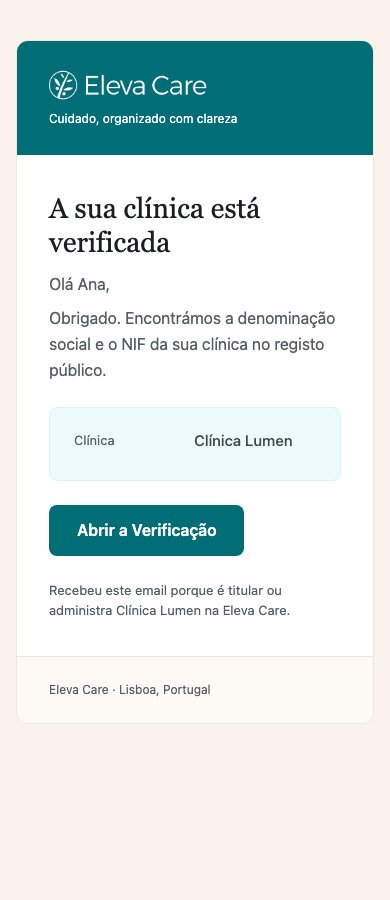 Eleva Care
Cuidado, organizado com clareza
A sua clínica está
verificada
Olá Ana,
Obrigado. Encontrámos a denominação
social e o NIF da sua clínica no registo
público.
Clínica Clínica Lumen
Abrir a Verificação
Recebeu este email porque é titular ou
administra Clínica Lumen na Eleva Care.
Eleva Care · Lisboa, Portugal